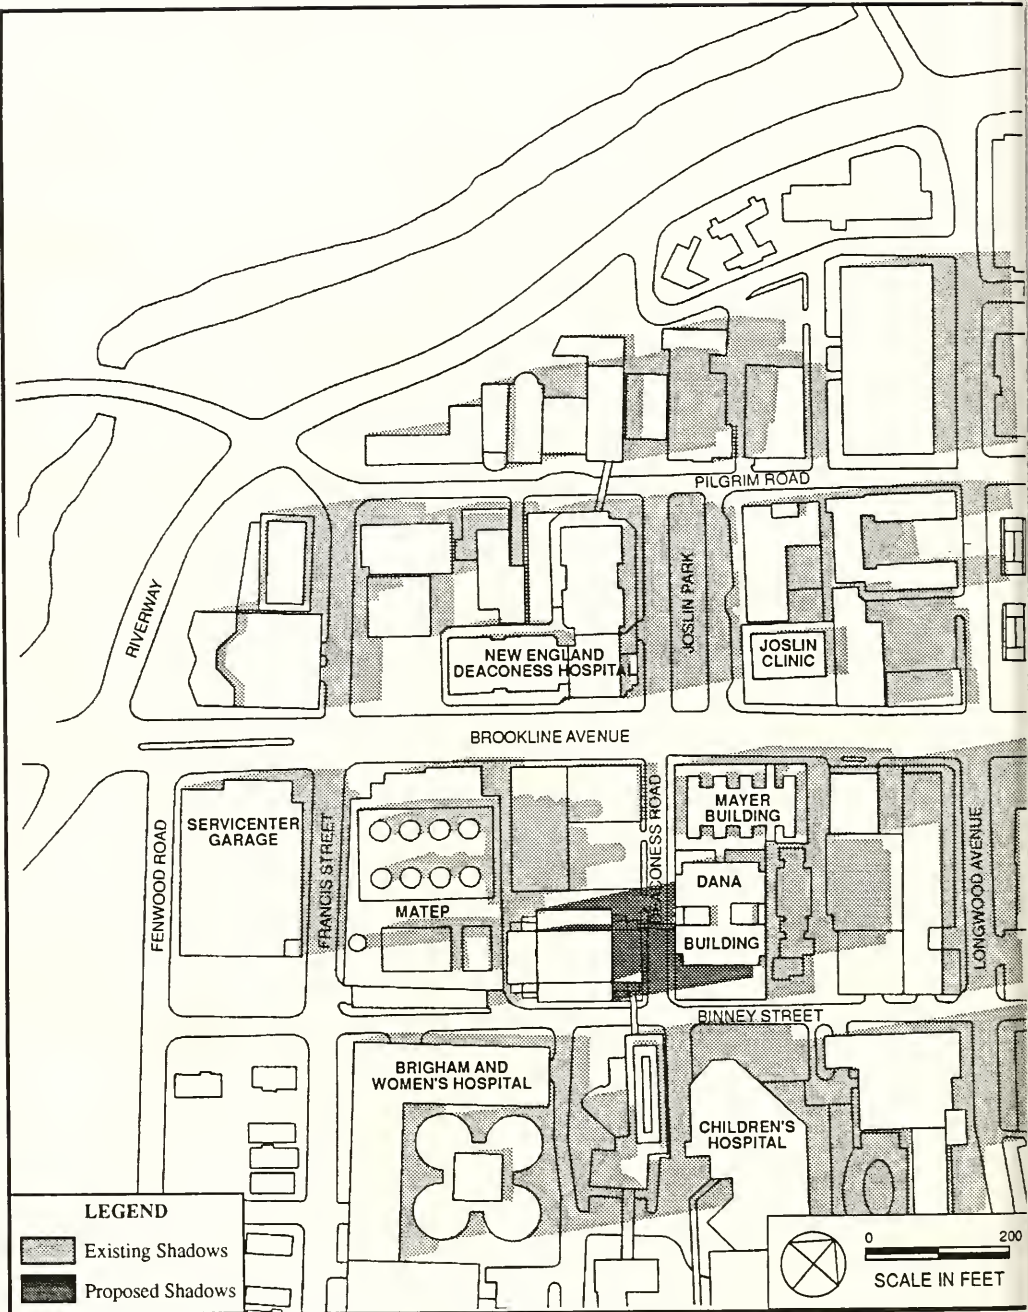 PILGRIM ROAD
RIVERWAY
JOSLIN PARK
NEW ENGLAND
DEACONESS HOSPITAL
JOSLIN
CLINIC
BROOKLINE AVENUE
FENWOOD ROAD
SERVICENTER
GARAGE
FRANCIS STREET
MATEP
DEACONESS ROAD
MAYER
BUILDING
DANA
BUILDING
LONGWOOD AVENUE
BINNEY STREET
BRIGHAM AND
WOMEN'S HOSPITAL
CHILDREN'S
HOSPITAL
LEGEND
Existing Shadows
Proposed Shadows
0 200
SCALE IN FEET